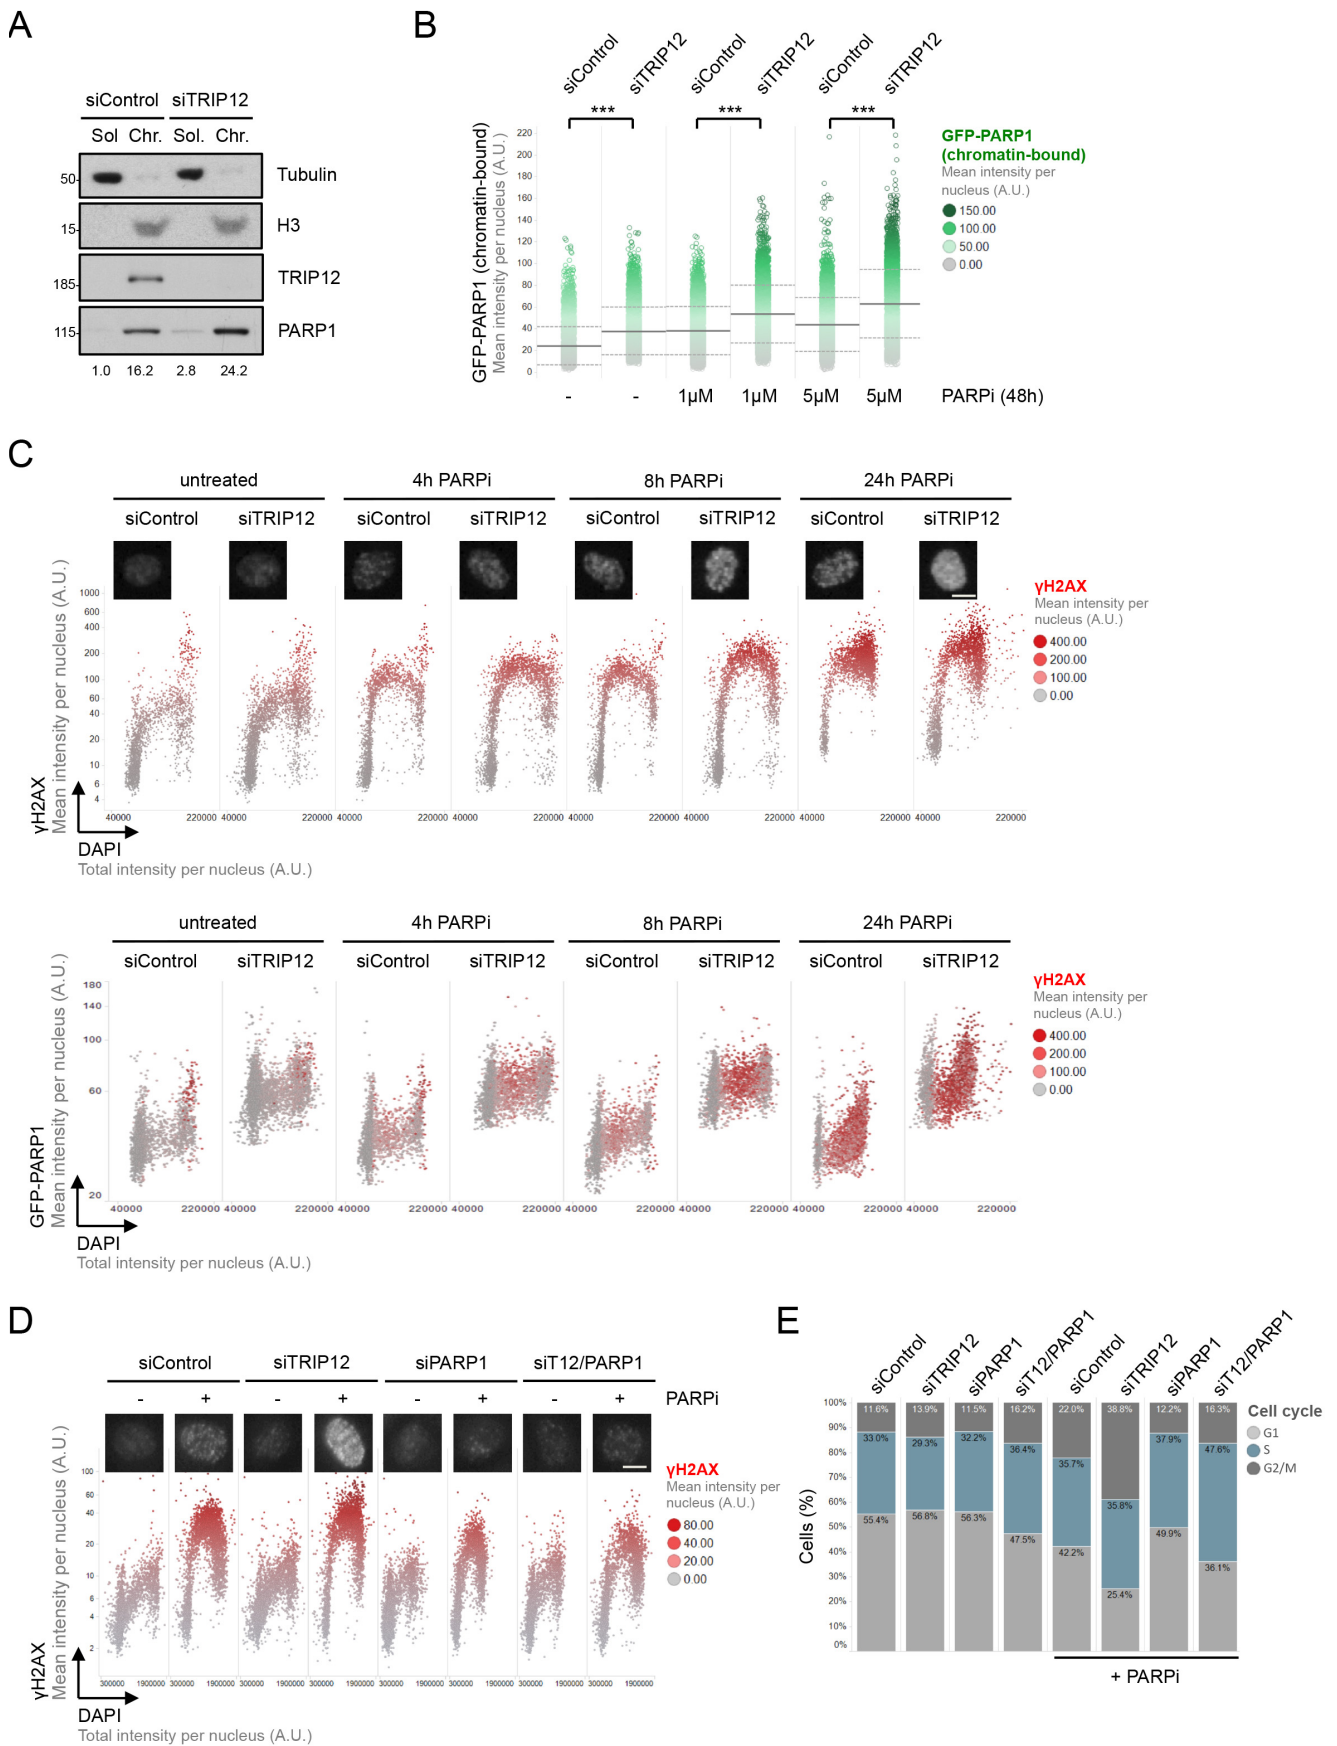 A
siControl siTRIP12
Sol Chr. Sol. Chr.
50- Tubulin
15- H3
185- TRIP12
115- PARP1
1.0 16.2 2.8 24.2
B
siControl siTRIP12 siControl siTRIP12 siControl siTRIP12
*** *** ***
GFP-PARP1 (chromatin-bound)
Mean intensity per nucleus (A.U.)
220
200
180
160
140
120
100
80
60
40
20
0
- - 1µM 1µM 5µM 5µM PARPi (48h)
GFP-PARP1
(chromatin-bound)
Mean intensity per
nucleus (A.U.)
150.00
100.00
50.00
0.00
C
untreated 4h PARPi 8h PARPi 24h PARPi
siControl siTRIP12 siControl siTRIP12 siControl siTRIP12 siControl siTRIP12
γH2AX
Mean intensity per nucleus (A.U.)
1000
600
400
200
100
60
40
20
10
6
4
40000 220000 40000 220000 40000 220000 40000 220000 40000 220000 40000 220000 40000 220000 40000 220000
DAPI
Total intensity per nucleus (A.U.)
γH2AX
Mean intensity per
nucleus (A.U.)
400.00
200.00
100.00
0.00
untreated 4h PARPi 8h PARPi 24h PARPi
siControl siTRIP12 siControl siTRIP12 siControl siTRIP12 siControl siTRIP12
GFP-PARP1
Mean intensity per nucleus (A.U.)
180
140
100
60
20
40000 220000 40000 220000 40000 220000 40000 220000 40000 220000 40000 220000 40000 220000 40000 220000
DAPI
Total intensity per nucleus (A.U.)
γH2AX
Mean intensity per
nucleus (A.U.)
400.00
200.00
100.00
0.00
D
siControl siTRIP12 siPARP1 siT12/PARP1
- + - + - + - + PARPi
γH2AX
Mean intensity per nucleus (A.U.)
100
60
40
20
10
6
4
2
300000 1900000 300000 1900000 300000 1900000 300000 1900000 300000 1900000 300000 1900000 300000 1900000 300000 1900000
DAPI
Total intensity per nucleus (A.U.)
γH2AX
Mean intensity per
nucleus (A.U.)
80.00
40.00
20.00
0.00
E
siControl siTRIP12 siPARP1 siT12/PARP1 siControl siTRIP12 siPARP1 siT12/PARP1
Cells (%)
100%
90%
80%
70%
60%
50%
40%
30%
20%
10%
0%
11.6% 13.9% 11.5% 16.2% 22.0% 38.8% 12.2% 16.3%
33.0% 29.3% 32.2% 36.4% 35.7% 35.8% 37.9% 47.6%
55.4% 56.8% 56.3% 47.5% 42.2% 25.4% 49.9% 36.1%
+ PARPi
Cell cycle
G1
S
G2/M